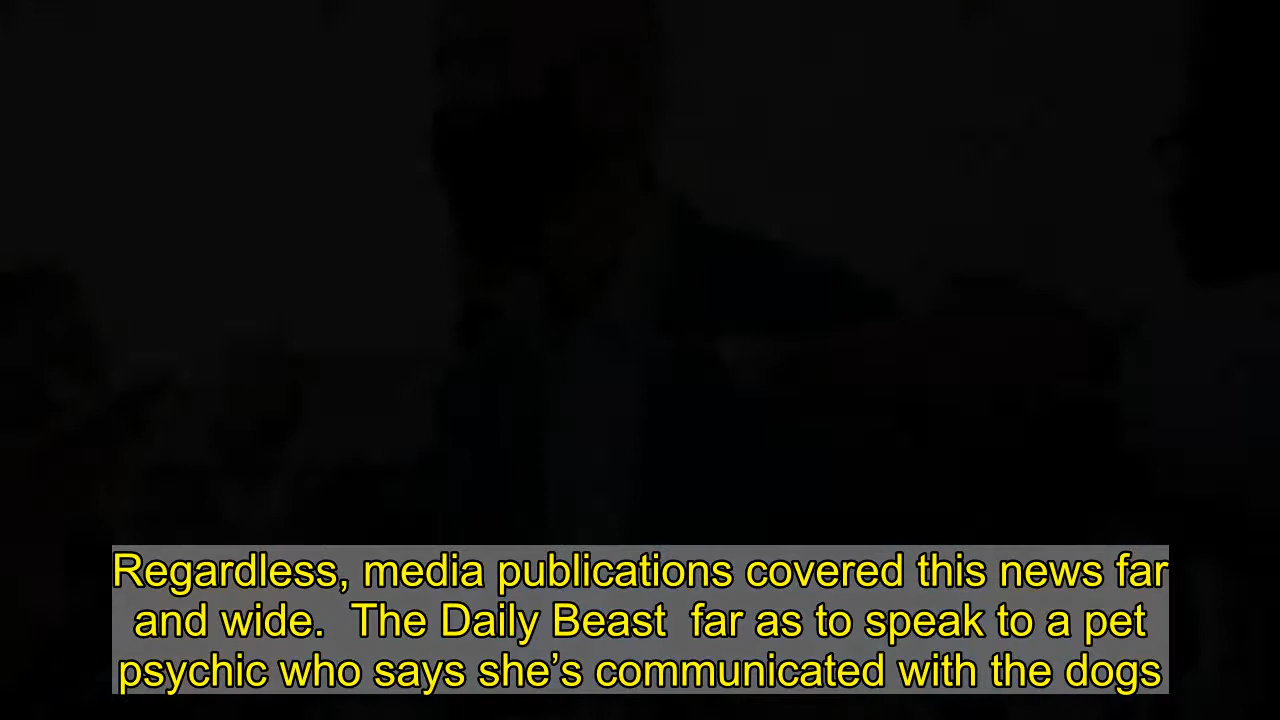 Regardless, media publications covered this news far
and wide.  The Daily Beast  far as to speak to a pet
psychic who says she’s communicated with the dogs